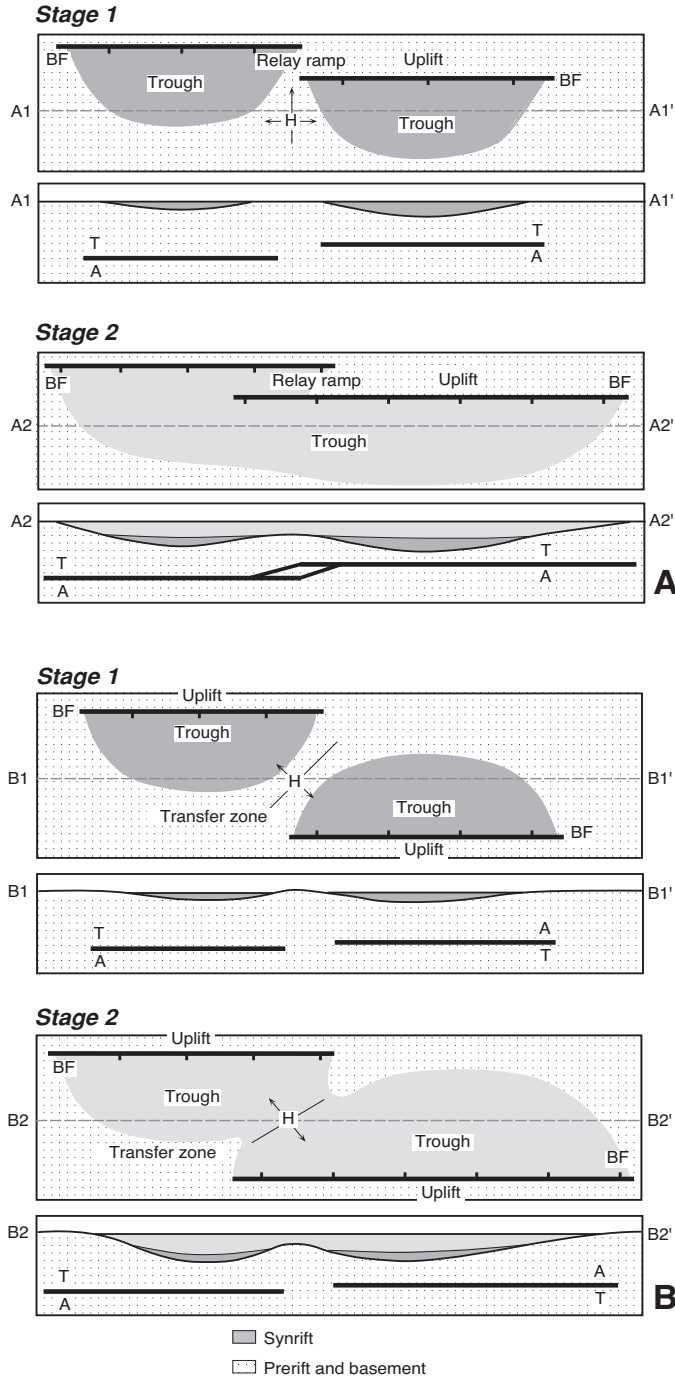 Stage 1
BF
Relay ramp
Uplift
Trough
BF
A1
H
Trough
A1'
A1
A1'
T
T
A
A
Stage 2
BF
Relay ramp
Uplift
BF
A2
Trough
A2'
A2
A2'
T
T
A
A
A
Stage 1
Uplift
BF
Trough
B1
H
B1'
Transfer zone
Trough
BF
Uplift
B1
B1'
T
A
A
T
Stage 2
Uplift
BF
Trough
B2
H
B2'
Transfer zone
Trough
BF
Uplift
B2
B2'
T
A
A
T
B
Synrift
Prerift and basement